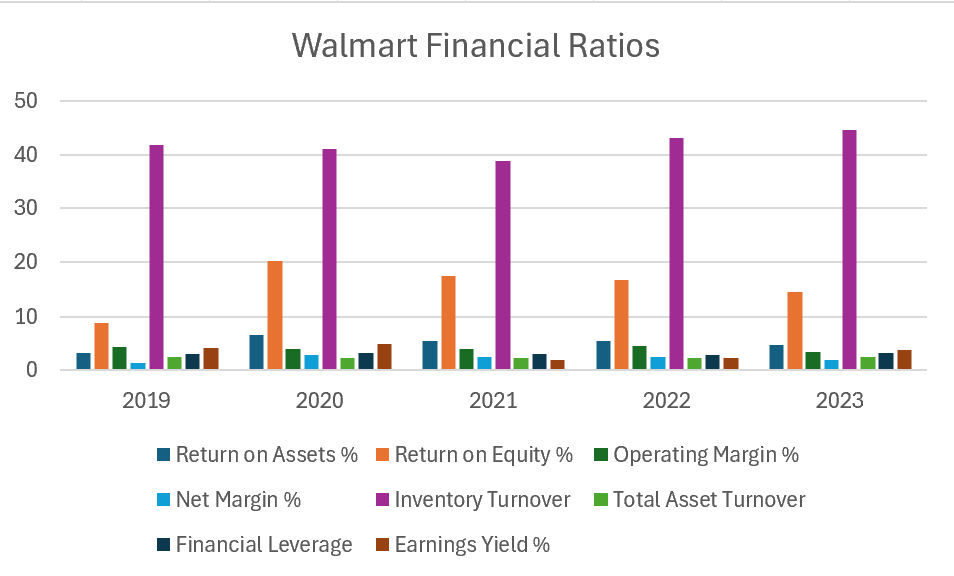 Walmart Financial Ratios
50
40
30
20
10
0
2019 2020 2021 2022 2023
Return on Assets % Return on Equity % Operating Margin %
Net Margin % Inventory Turnover Total Asset Turnover
Financial Leverage Earnings Yield %